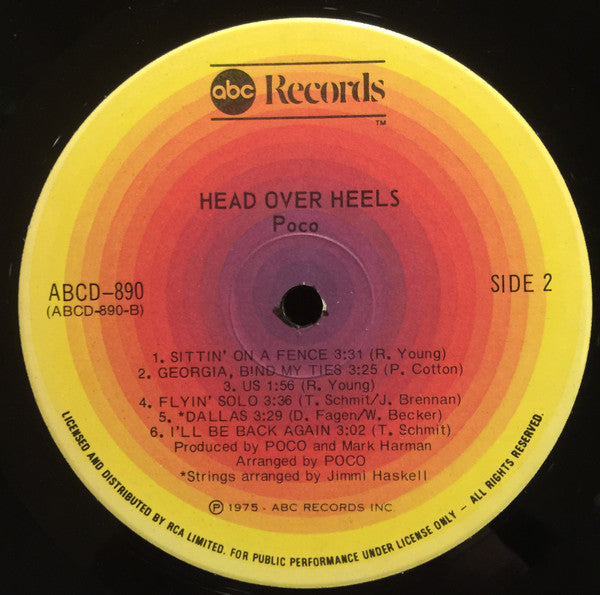 abc Records
TM
HEAD OVER HEELS
Poco
ABCD-890
(ABCD-890-B)
SIDE 2
1. SITTIN' ON A FENCE 3:31 (R. Young)
2. GEORGIA, BIND MY TIES 3:25 (P. Cotton)
3. US 1:56 (R. Young)
4. FLYIN' SOLO 3:36 (T. Schmit/J. Brennan)
5. *DALLAS 3:29 (D. Fagen/W. Becker)
6. I'LL BE BACK AGAIN 3:02 (T. Schmit)
Produced by POCO and Mark Harman
Arranged by POCO
*Strings arranged by Jimmi Haskell
℗ 1975 - ABC RECORDS INC.
LICENSED AND DISTRIBUTED BY RCA LIMITED. FOR PUBLIC PERFORMANCE UNDER LICENSE ONLY - ALL RIGHTS RESERVED.